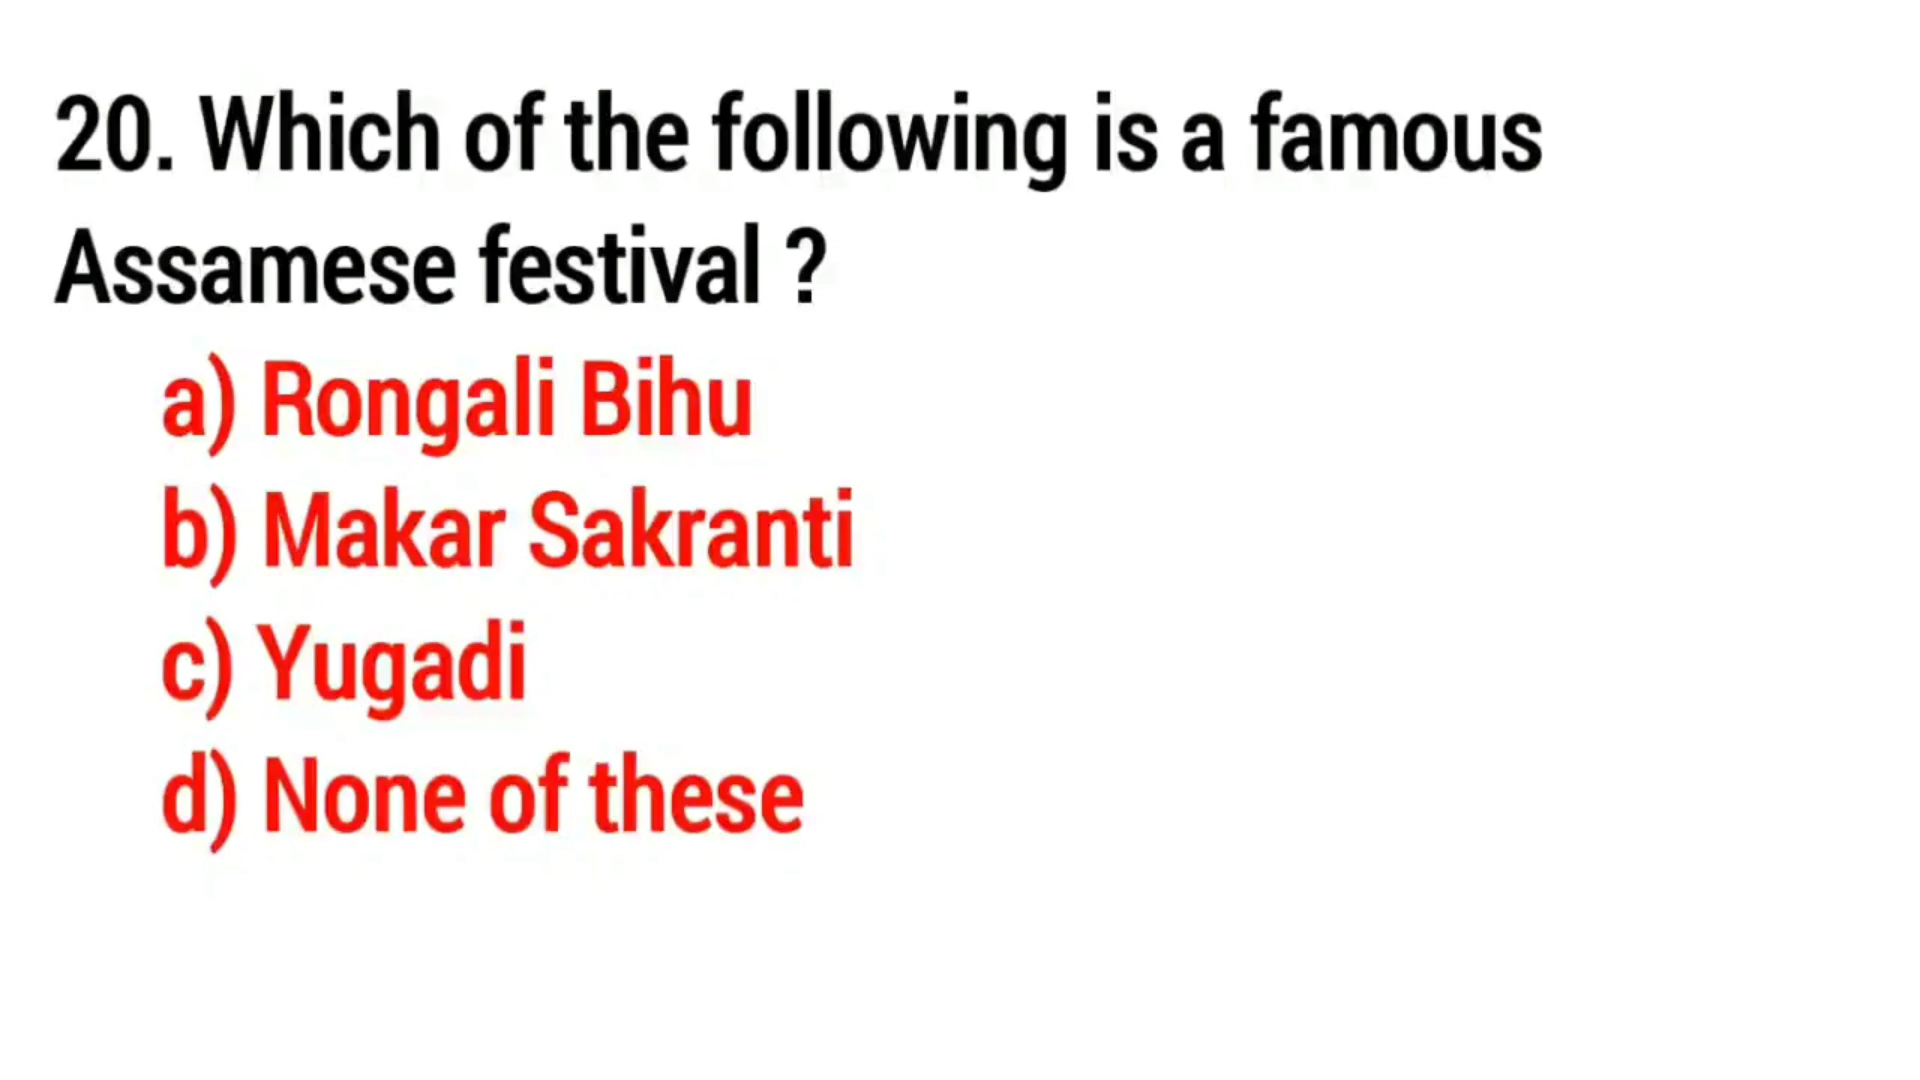 20. Which of the following is a famous
Assamese festival ?
a) Rongali Bihu
b) Makar Sakranti
c) Yugadi
d) None of these